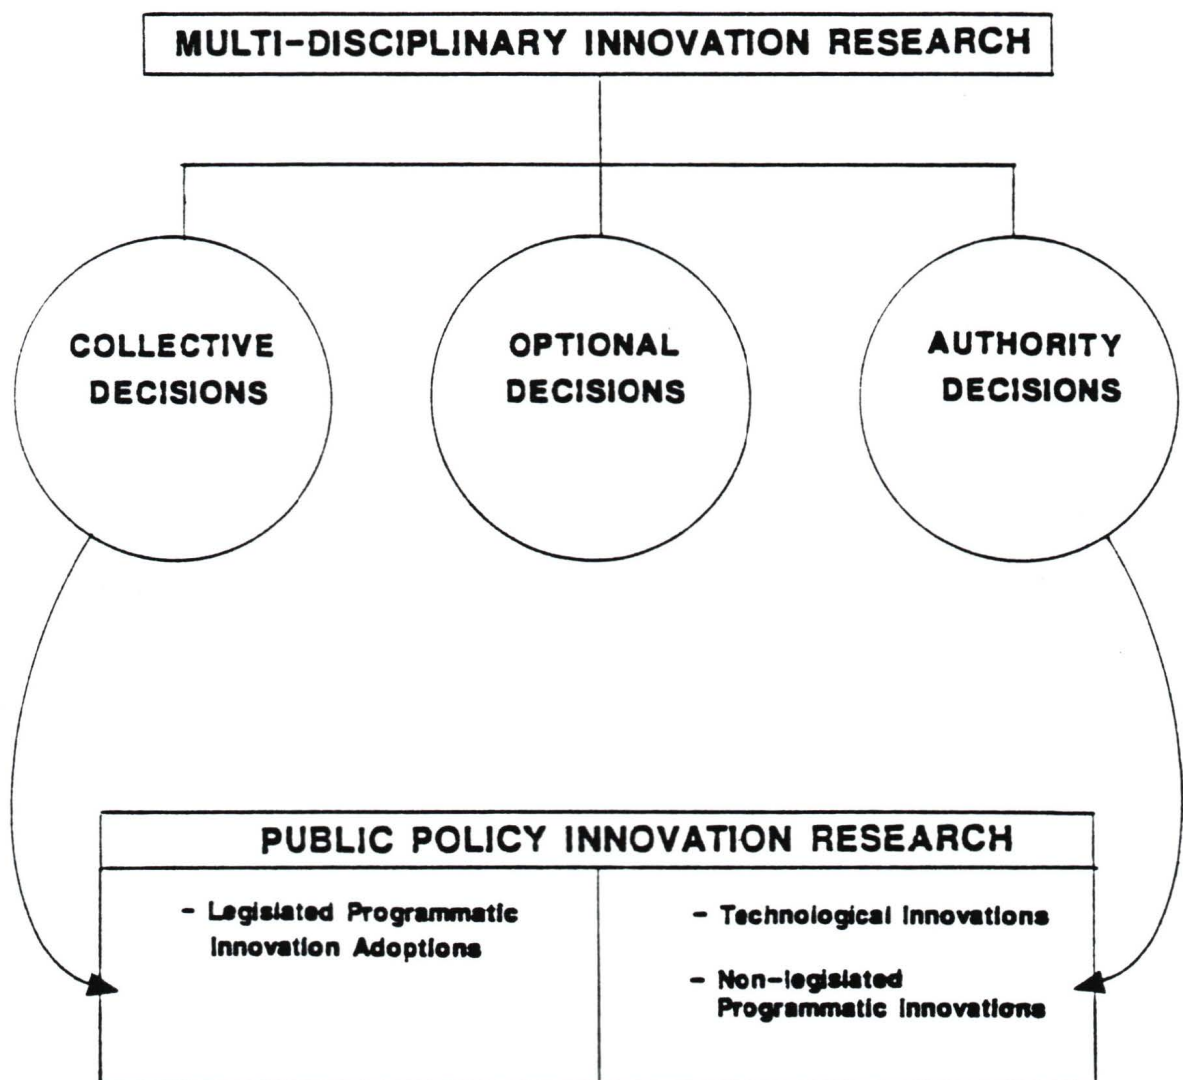 MULTI-DISCIPLINARY INNOVATION RESEARCH
COLLECTIVE
DECISIONS
OPTIONAL
DECISIONS
AUTHORITY
DECISIONS
PUBLIC POLICY INNOVATION RESEARCH
- Legislated Programmatic
Innovation Adoptions
- Technological Innovations
- Non-legislated
Programmatic Innovations